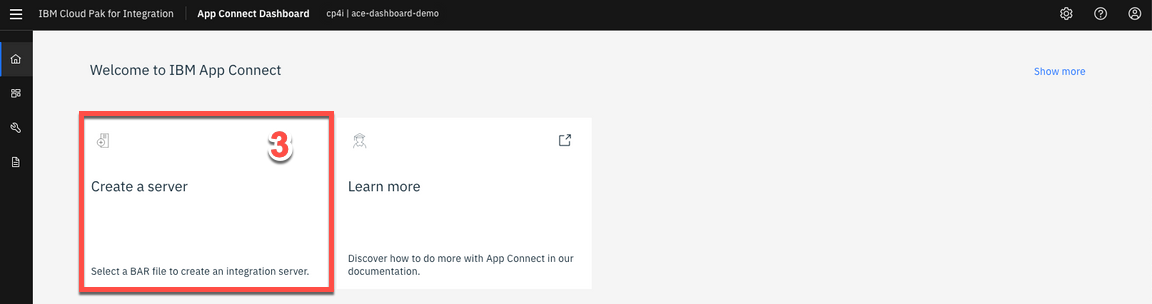 IBM Cloud Pak for Integration App Connect Dashboard cp4i | ace-dashboard-demo
Welcome to IBM App Connect
Show more
3
Create a server
Select a BAR file to create an integration server.
Learn more
Discover how to do more with App Connect in our
documentation.